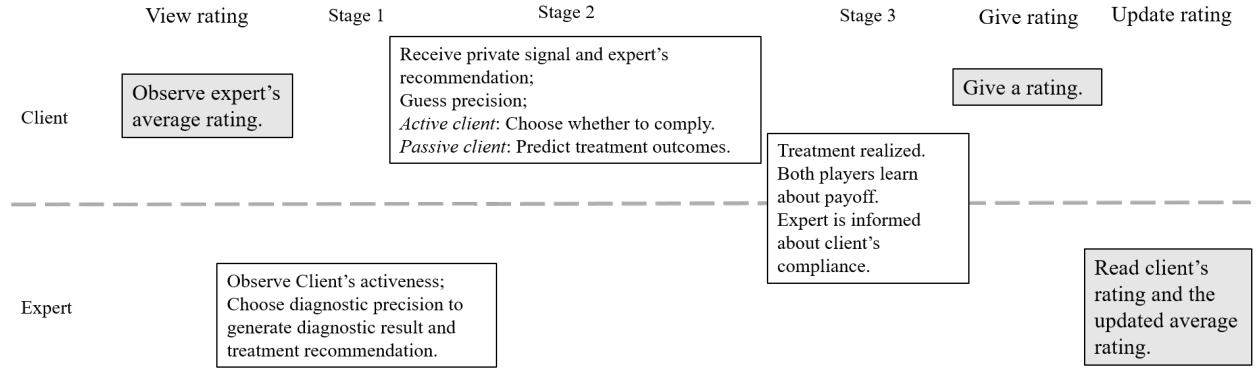 View rating
Stage 1
Stage 2
Stage 3
Give rating
Update rating
Client
Observe expert's
average rating.
Receive private signal and expert's
recommendation;
Guess precision;
Active client: Choose whether to comply.
Passive client: Predict treatment outcomes.
Give a rating.
Treatment realized.
Both players learn
about payoff.
Expert is informed
about client's
compliance.
Expert
Observe Client's activeness;
Choose diagnostic precision to
generate diagnostic result and
treatment recommendation.
Read client's
rating and the
updated average
rating.